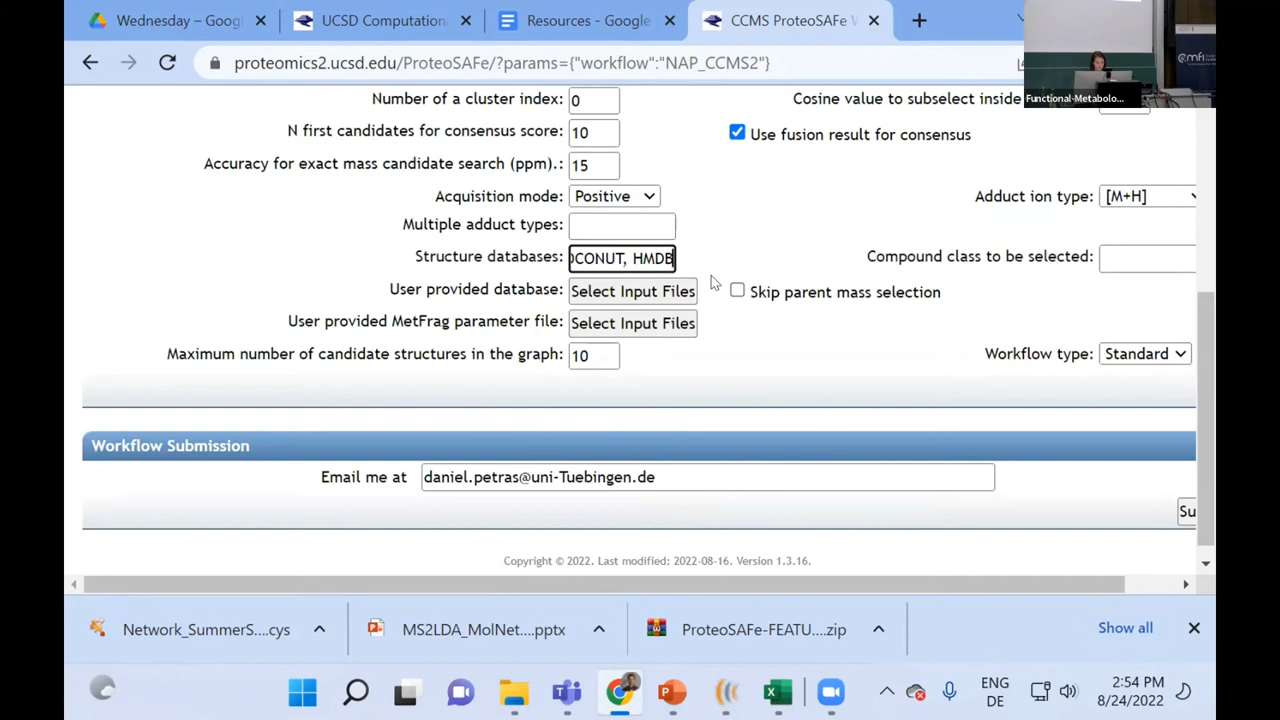 Wednesday – Googl
UCSD Computation
Resources - Google
CCMS ProteoSAFe W
proteomics2.ucsd.edu/ProteoSAFe/?params={"workflow":"NAP_CCMS2"}
Functional-Metabolo...
Number of a cluster index: 0
Cosine value to subselect inside
N first candidates for consensus score: 10
Use fusion result for consensus
Accuracy for exact mass candidate search (ppm).: 15
Acquisition mode: Positive
Adduct ion type: [M+H]
Multiple adduct types:
Structure databases: OCONUT, HMDB
Compound class to be selected:
User provided database: Select Input Files
Skip parent mass selection
User provided MetFrag parameter file: Select Input Files
Maximum number of candidate structures in the graph: 10
Workflow type: Standard
Workflow Submission
Email me at daniel.petras@uni-Tuebingen.de
Su
Copyright © 2022. Last modified: 2022-08-16. Version 1.3.16.
Network_SummerS....cys
MS2LDA_MolNet....pptx
ProteoSAFe-FEATU....zip
Show all
ENG
DE
2:54 PM
8/24/2022